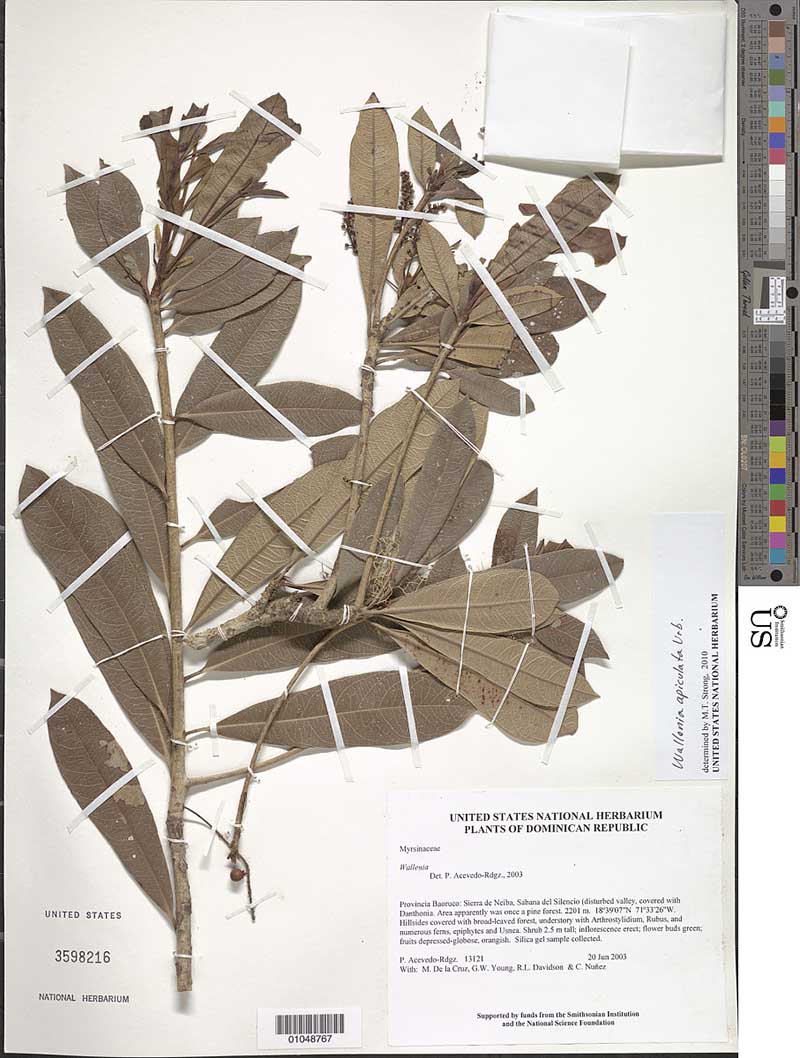 UNITED STATES NATIONAL HERBARIUM
PLANTS OF DOMINICAN REPUBLIC
Myrsinaceae
Wallenia
Det. P. Acevedo-Rdgz., 2003
Provincia Baoruco: Sierra de Neiba, Sabana del Silencio (disturbed valley, covered with
Danthonia. Area apparently was once a pine forest. 2201 m. 18°39'07"N 71°33'26"W.
Hillsides covered with broad-leaved forest, understory with Arthrostylidium, Rubus, and
numerous ferns, epiphytes and Usnea. Shrub 2.5 m tall; inflorescence erect; flower buds green;
fruits depressed-globose, orangish. Silica gel sample collected.
P. Acevedo-Rdgz. 13121 20 Jun 2003
With: M. De la Cruz, G.W. Young, R.L. Davidson & C. Nuñez
Supported by funds from the Smithsonian Institution
and the National Science Foundation
Wallenia apiculata Urb.
determined by M.T. Strong, 2010
UNITED STATES NATIONAL HERBARIUM
UNITED STATES
3598216
NATIONAL HERBARIUM
01048767
Smithsonian
Institution
US
Golden Thread